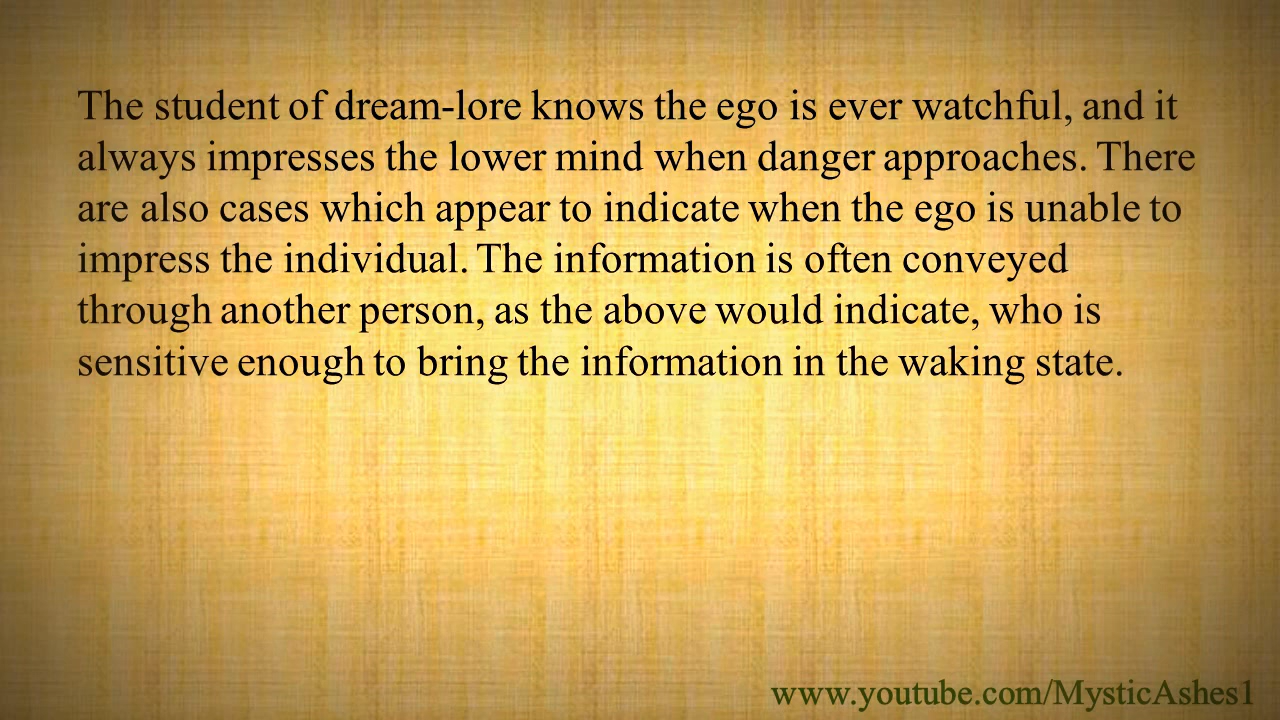 The student of dream-lore knows the ego is ever watchful, and it
always impresses the lower mind when danger approaches. There
are also cases which appear to indicate when the ego is unable to
impress the individual. The information is often conveyed
through another person, as the above would indicate, who is
sensitive enough to bring the information in the waking state.
www.youtube.com/MysticAshes1